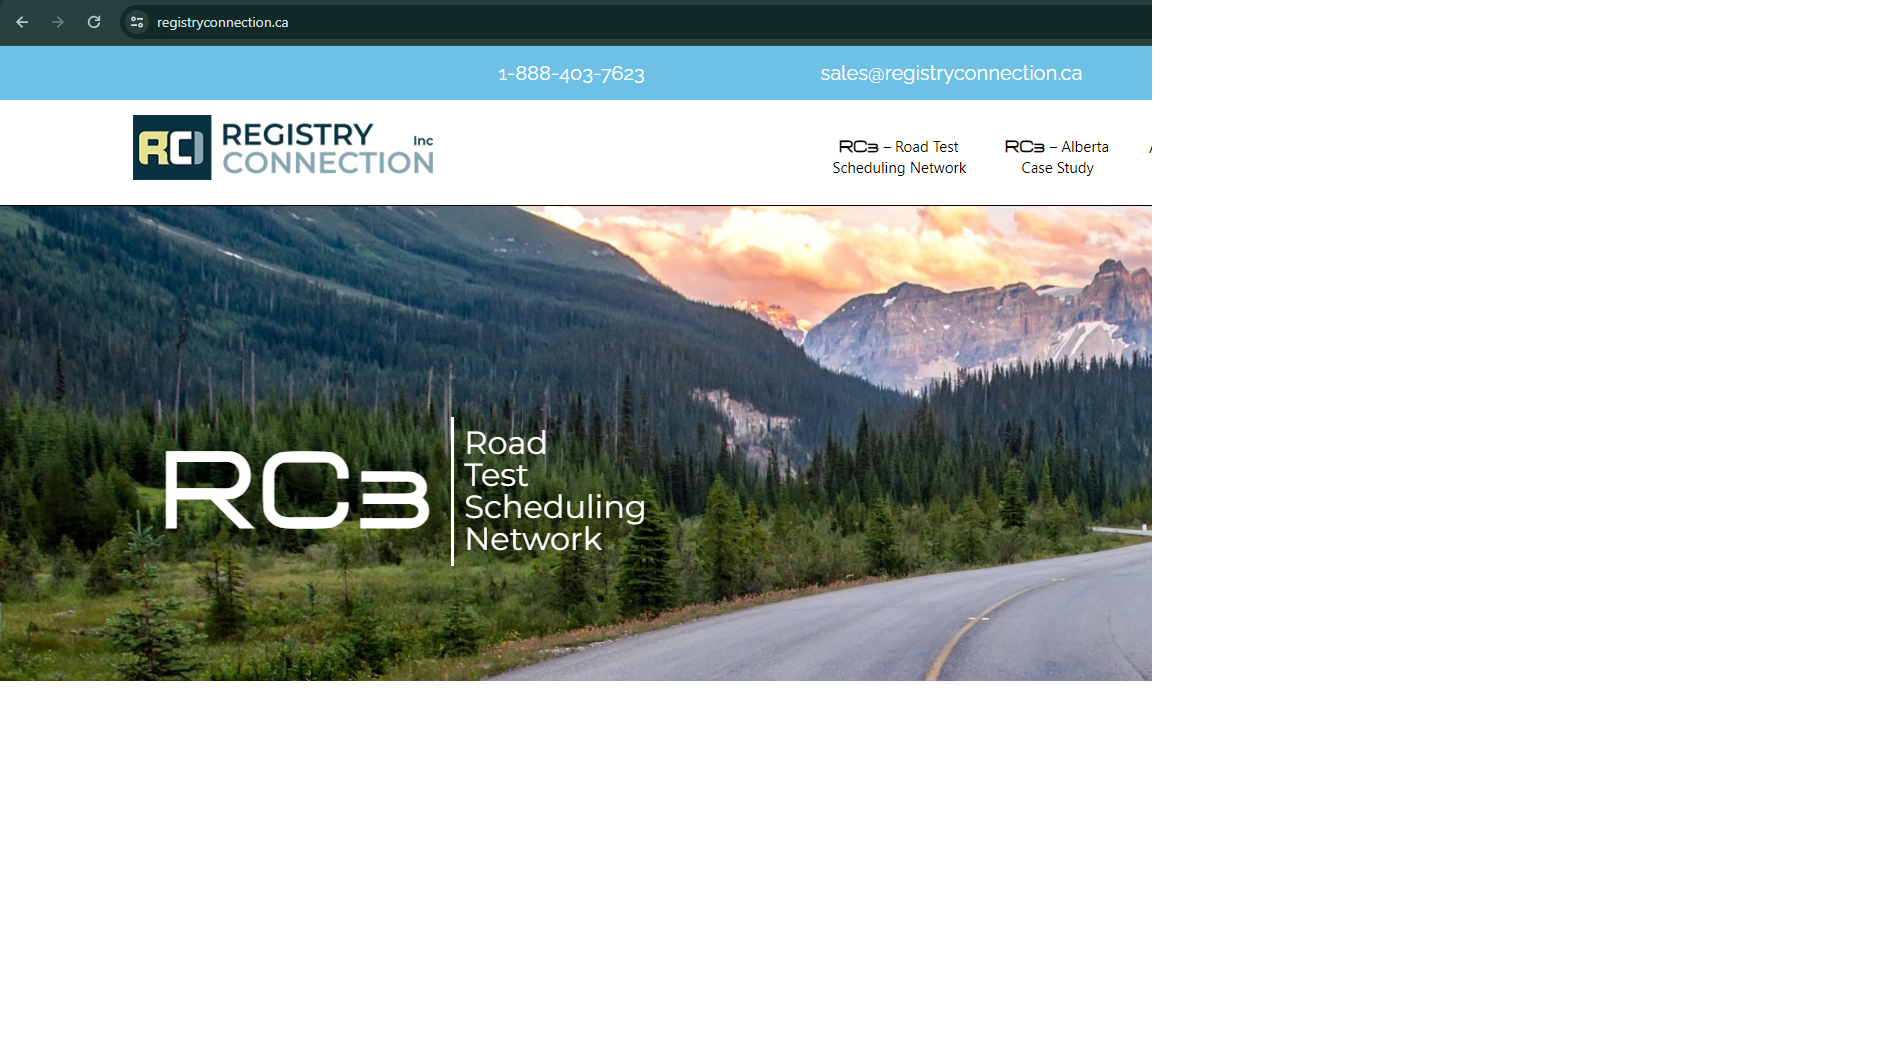 registryconnection.ca
1-888-403-7623
sales@registryconnection.ca
RCI REGISTRY Inc
CONNECTION
RC3 – Road Test
Scheduling Network
RC3 – Alberta
Case Study
RC3
Road
Test
Scheduling
Network